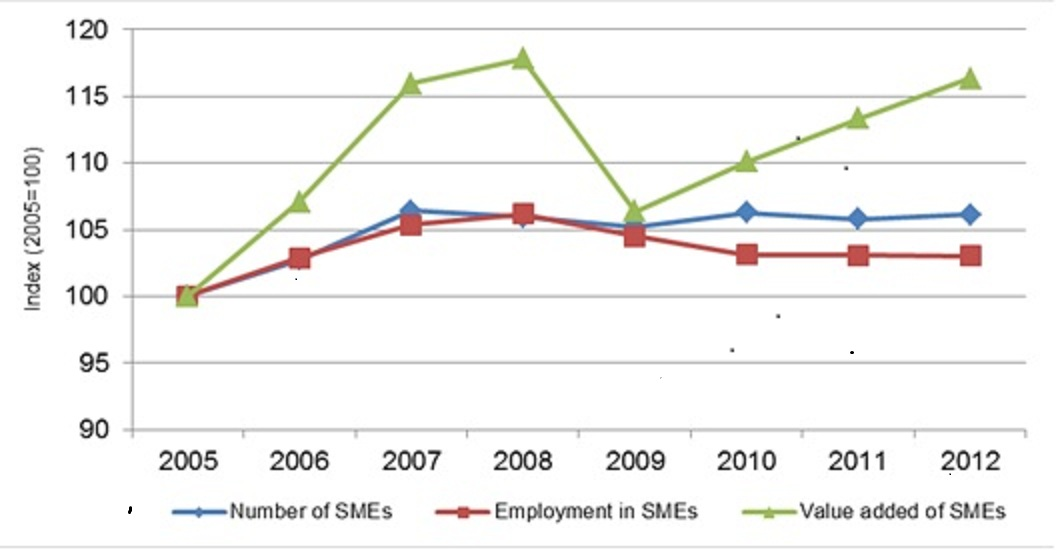 120
115
110
105
100
95
90
Index (2005=100)
2005 2006 2007 2008 2009 2010 2011 2012
Number of SMEs Employment in SMEs Value added of SMEs